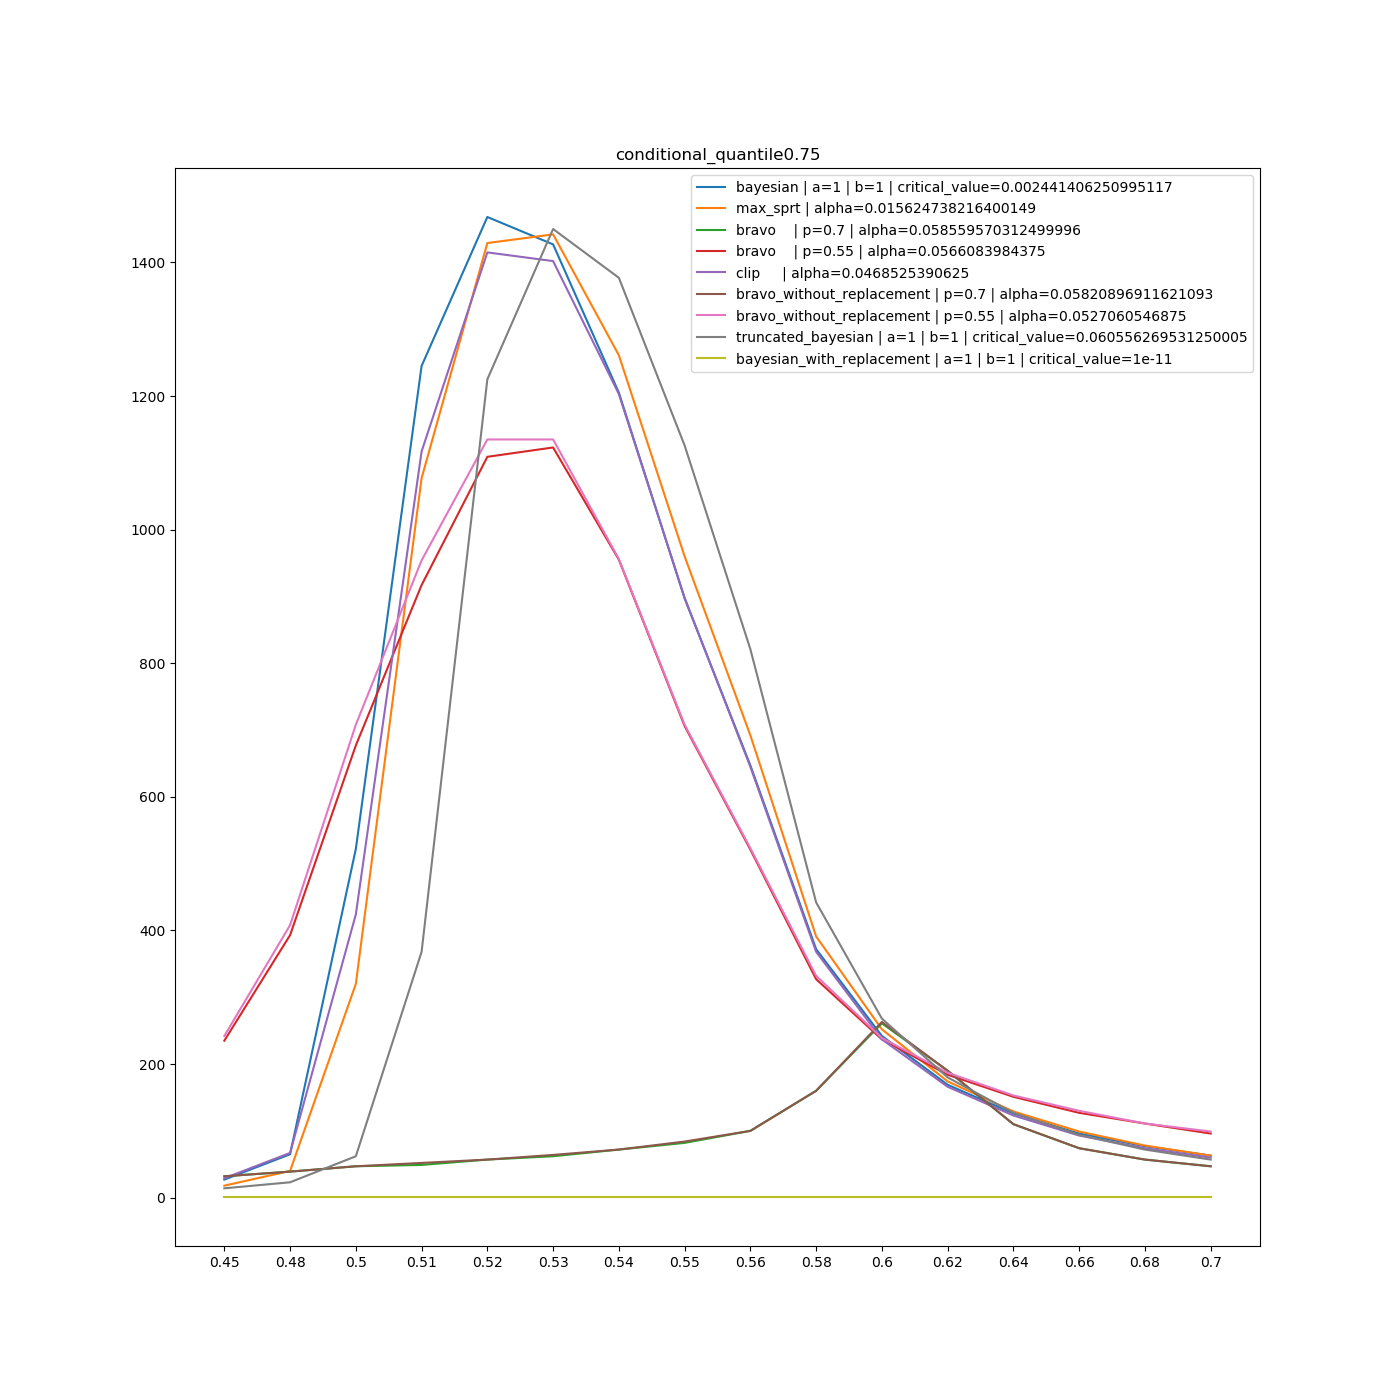 conditional_quantile0.75
bayesian | a=1 | b=1 | critical_value=0.002441406250995117
max_sprt | alpha=0.015624738216400149
bravo    | p=0.7 | alpha=0.058559570312499996
bravo    | p=0.55 | alpha=0.0566083984375
clip     | alpha=0.0468525390625
bravo_without_replacement | p=0.7 | alpha=0.05820896911621093
bravo_without_replacement | p=0.55 | alpha=0.0527060546875
truncated_bayesian | a=1 | b=1 | critical_value=0.060556269531250005
bayesian_with_replacement | a=1 | b=1 | critical_value=1e-11
1400
1200
1000
800
600
400
200
0
0.45 0.48 0.5 0.51 0.52 0.53 0.54 0.55 0.56 0.58 0.6 0.62 0.64 0.66 0.68 0.7